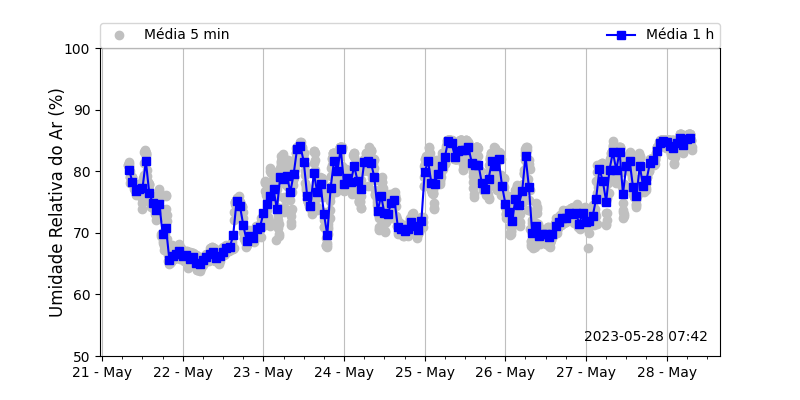 Média 5 min Média 1 h
Umidade Relativa do Ar (%)
100
90
80
70
60
50
2023-05-28 07:42
21 - May 22 - May 23 - May 24 - May 25 - May 26 - May 27 - May 28 - May